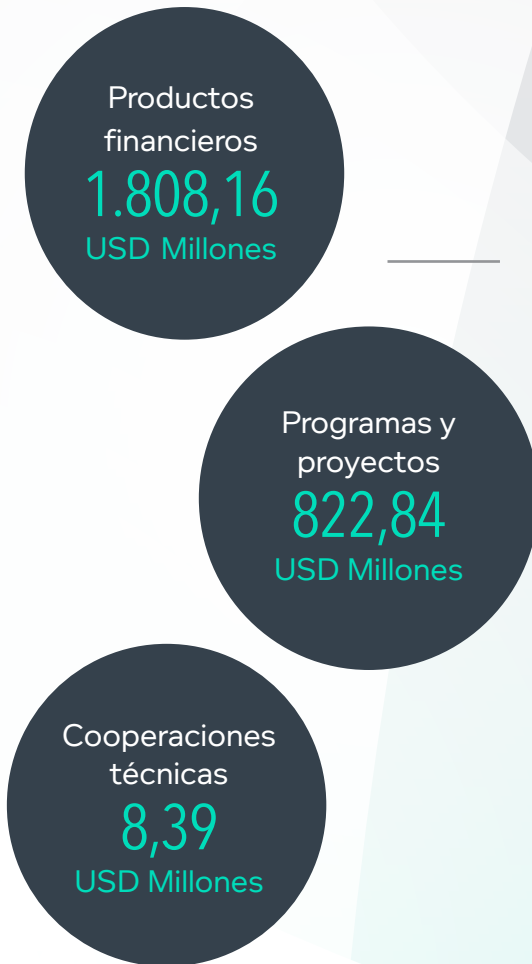 Productos
financieros
1.808,16
USD Millones
Programas y
proyectos
822,84
USD Millones
Cooperaciones
técnicas
8,39
USD Millones